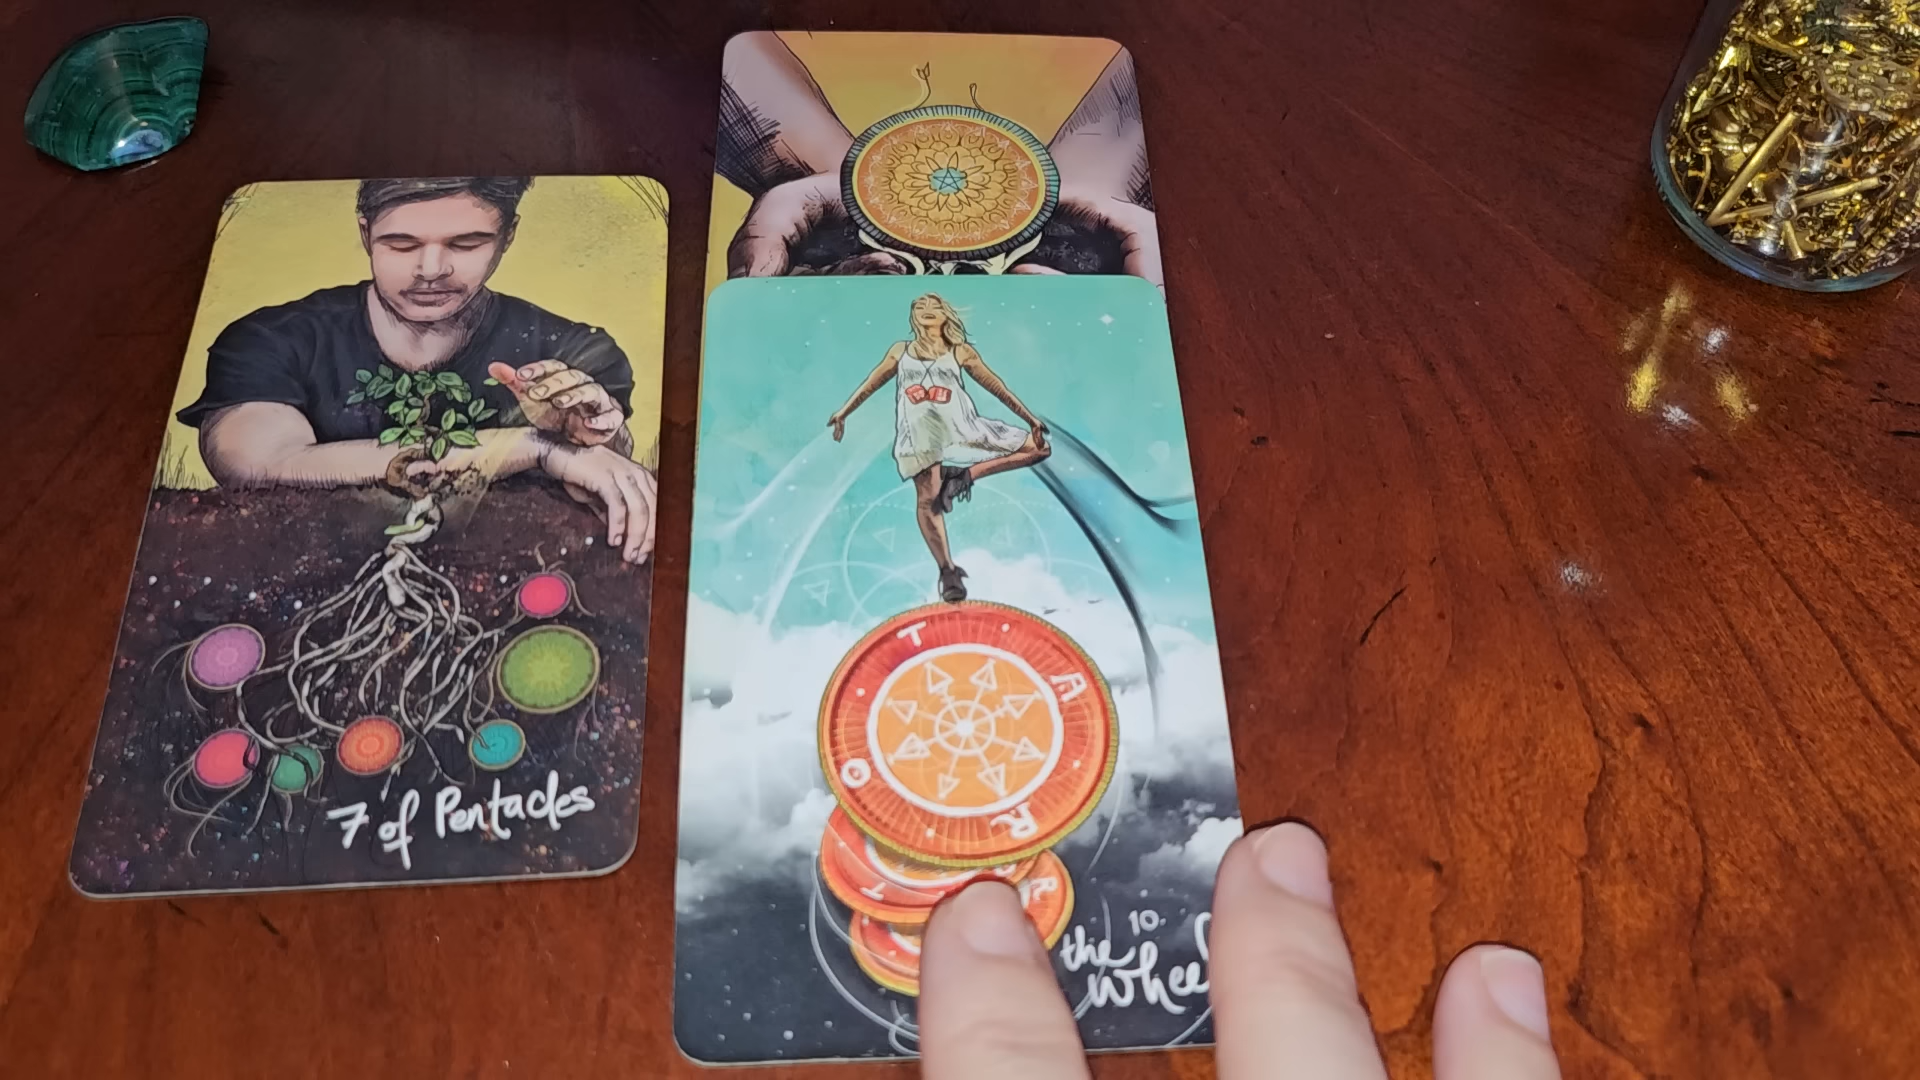 7 of Pentacles
T A R O
T R
10.
the
Wheel